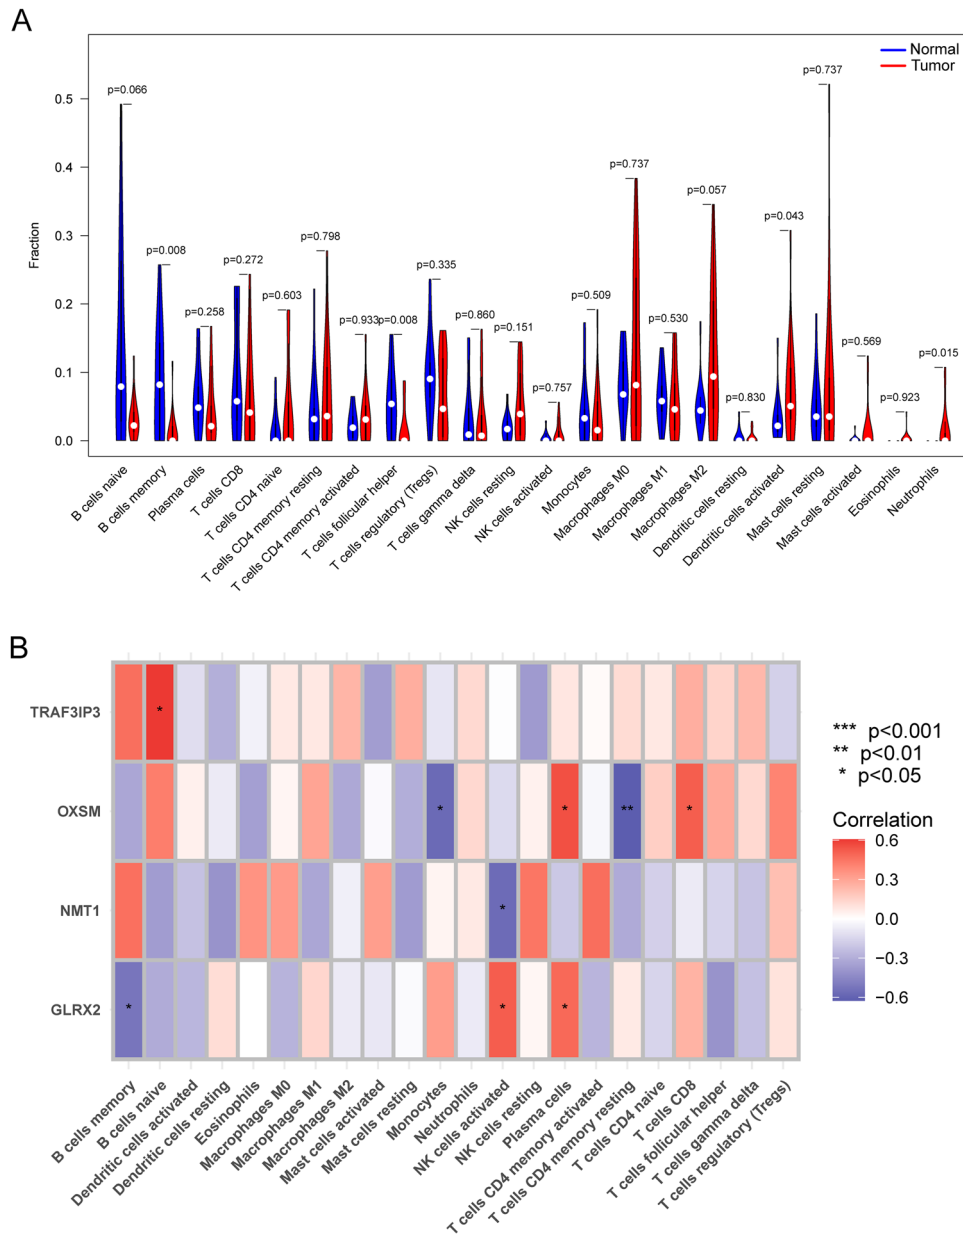 A
Normal
Tumor
Fraction
0.5
0.4
0.3
0.2
0.1
0.0
p=0.066
p=0.008
p=0.258
p=0.272
p=0.603
p=0.798
p=0.933
p=0.008
p=0.335
p=0.860
p=0.151
p=0.757
p=0.509
p=0.737
p=0.530
p=0.057
p=0.830
p=0.043
p=0.737
p=0.569
p=0.923
p=0.015
B cells naive
B cells memory
Plasma cells
T cells CD8
T cells CD4 naive
T cells CD4 memory resting
T cells CD4 memory activated
T cells follicular helper
T cells regulatory (Tregs)
T cells gamma delta
NK cells resting
NK cells activated
Monocytes
Macrophages M0
Macrophages M1
Macrophages M2
Dendritic cells resting
Dendritic cells activated
Mast cells resting
Mast cells activated
Eosinophils
Neutrophils
B
TRAF3IP3
*
OXSM
* * ** *
NMT1
*
GLRX2
* * *
*** p<0.001
** p<0.01
* p<0.05
Correlation
0.6
0.3
0.0
−0.3
−0.6
B cells memory
B cells naive
Dendritic cells activated
Dendritic cells resting
Eosinophils
Macrophages M0
Macrophages M1
Macrophages M2
Mast cells activated
Mast cells resting
Monocytes
Neutrophils
NK cells activated
NK cells resting
Plasma cells
T cells CD4 memory activated
T cells CD4 memory resting
T cells CD4 naive
T cells CD8
T cells follicular helper
T cells gamma delta
T cells regulatory (Tregs)